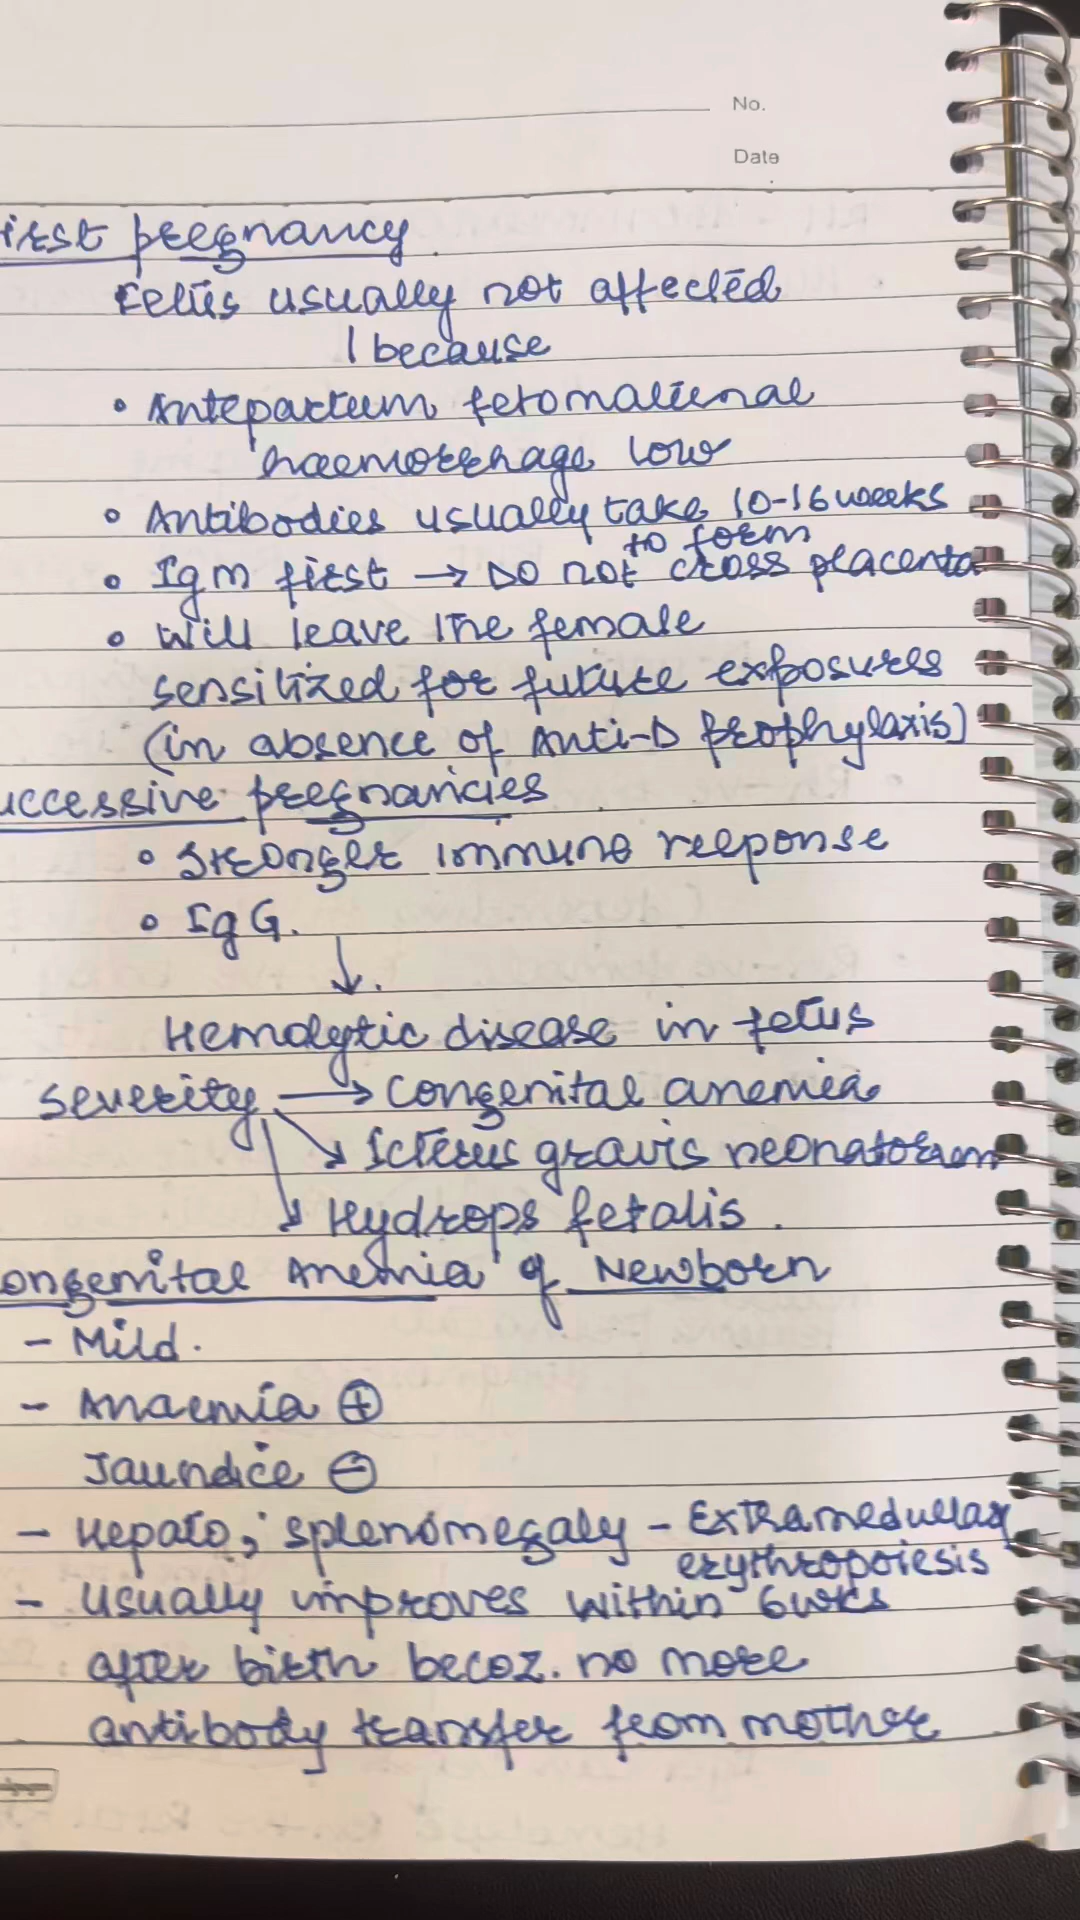 No.
Date
irst pregnancy
Fetus usually not affected
because
• Antepartum fetomaternal
haemorrhage low
• Antibodies usually take 10-16 weeks
to form
• IgM first → Do not cross placenta
• Will leave the female
sensitized for future exposures
(in absence of Anti-D prophylaxis)
uccessive pregnancies
• Stronger immune response
• IgG.
↓
Hemolytic disease in fetus
severity → Congenital anemia
↘ Icterus gravis neonatorum
↘ Hydrops fetalis.
ongenital Anemia of Newborn
- Mild.
- Anaemia ⊕
Jaundice ⊖
- Hepato, splenomegaly - Extramedullary
erythropoiesis
- Usually improves within 6wks
after birth becoz. no more
antibody transfer from mother